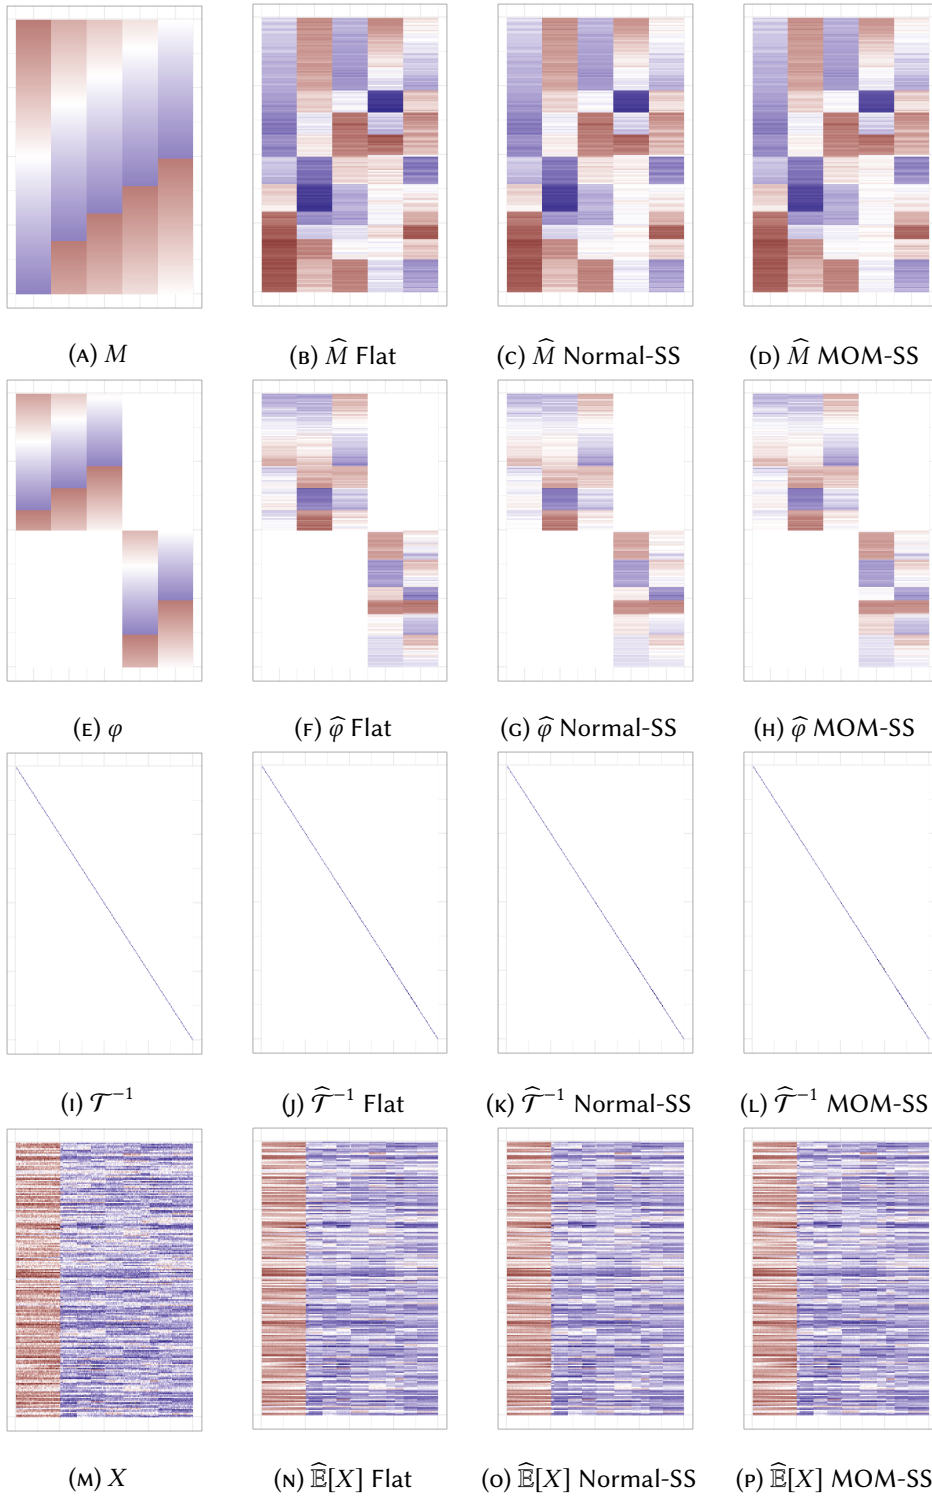 (A) M
(B) M̂ Flat
(C) M̂ Normal-SS
(D) M̂ MOM-SS
(E) φ
(F) φ̂ Flat
(G) φ̂ Normal-SS
(H) φ̂ MOM-SS
(I) 𝒯⁻¹
(J) 𝒯̂⁻¹ Flat
(K) 𝒯̂⁻¹ Normal-SS
(L) 𝒯̂⁻¹ MOM-SS
(M) X
(N) 𝔼̂[X] Flat
(O) 𝔼̂[X] Normal-SS
(P) 𝔼̂[X] MOM-SS